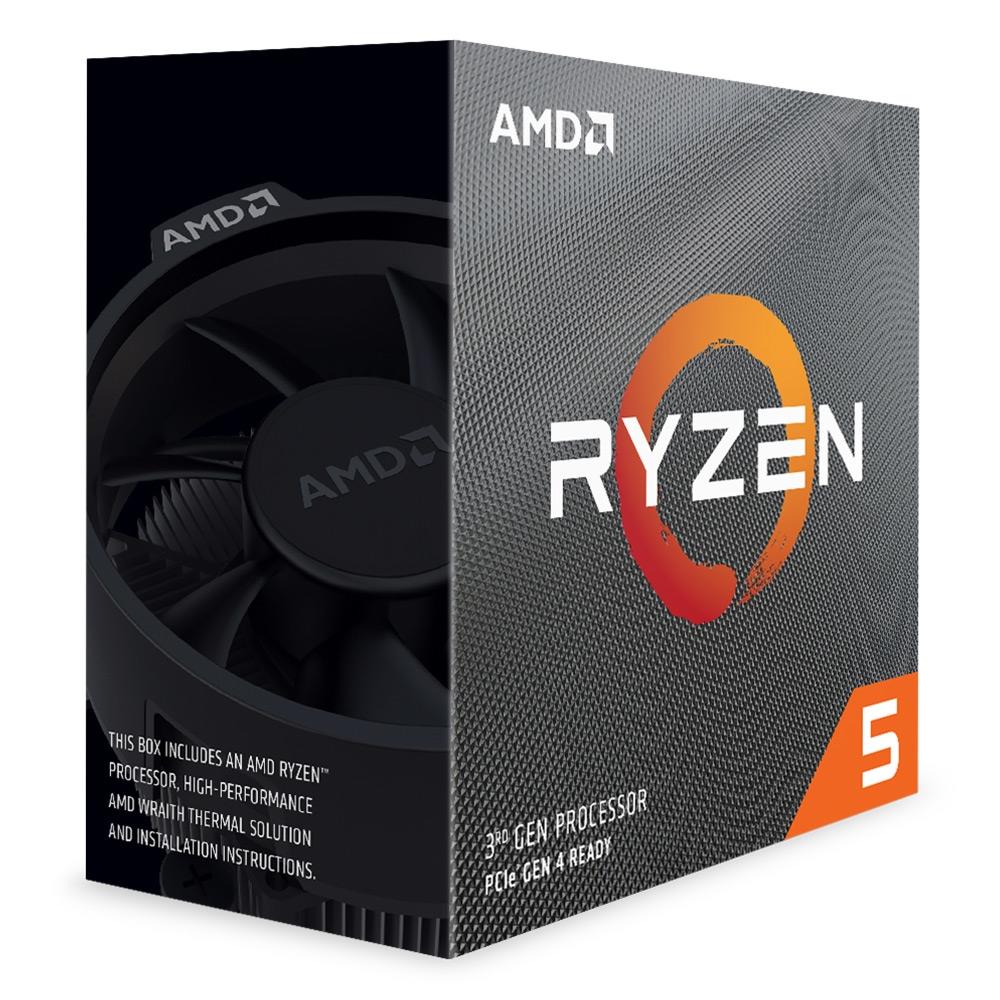 AMD
AMD
THIS BOX INCLUDES AN AMD RYZEN™
PROCESSOR, HIGH-PERFORMANCE
AMD WRAITH THERMAL SOLUTION
AND INSTALLATION INSTRUCTIONS.
AMD
RYZEN
5
3RD GEN PROCESSOR
PCIe GEN 4 READY